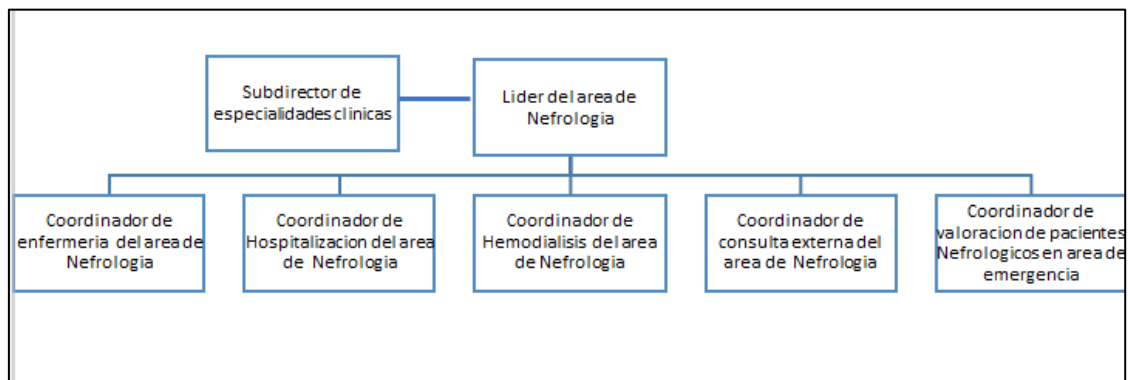 Subdirector de
especialidades clinicas
Lider del area de
Nefrologia
Coordinador de
enfermeria del area de
Nefrologia
Coordinador de
Hospitalizacion del area
de Nefrologia
Coordinador de
Hemodialisis del area
de Nefrologia
Coordinador de
consulta externa del
area de Nefrologia
Coordinador de
valoracion de pacientes
Nefrologicos en area de
emergencia